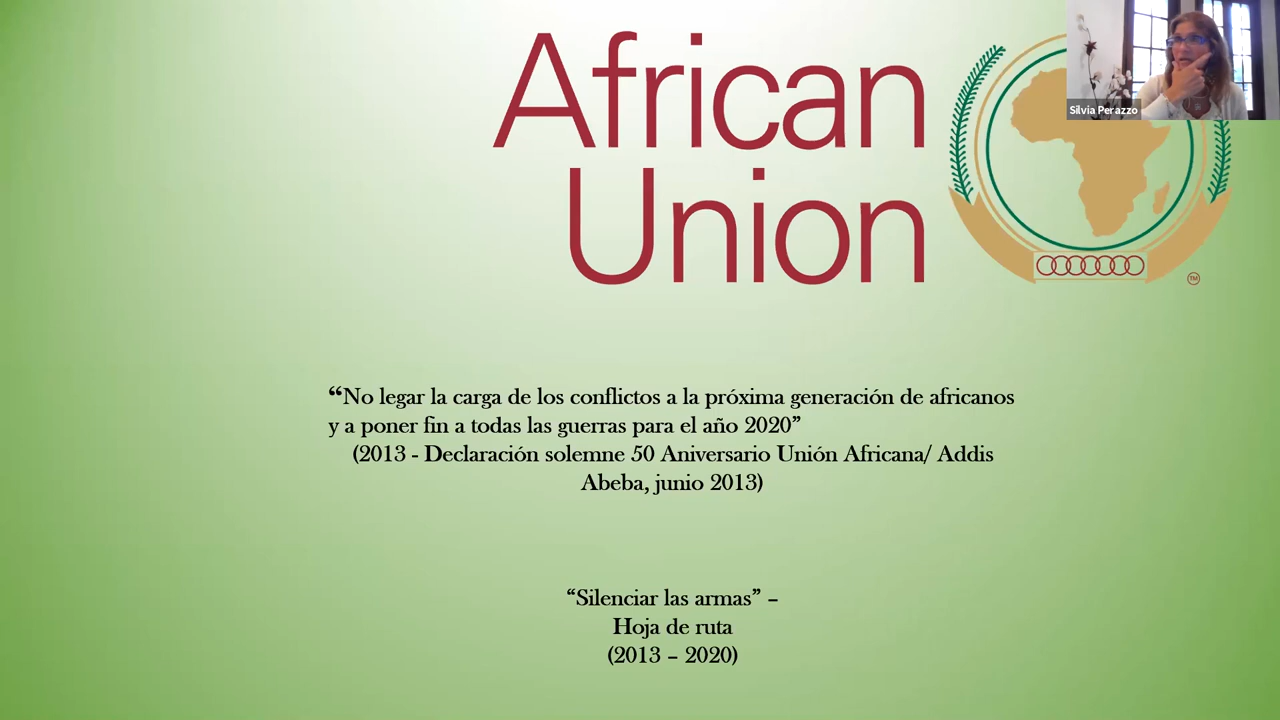 African
Union
Silvia Perazzo
TM
“No legar la carga de los conflictos a la próxima generación de africanos
y a poner fin a todas las guerras para el año 2020”
(2013 - Declaración solemne 50 Aniversario Unión Africana/ Addis
Abeba, junio 2013)
“Silenciar las armas” –
Hoja de ruta
(2013 – 2020)